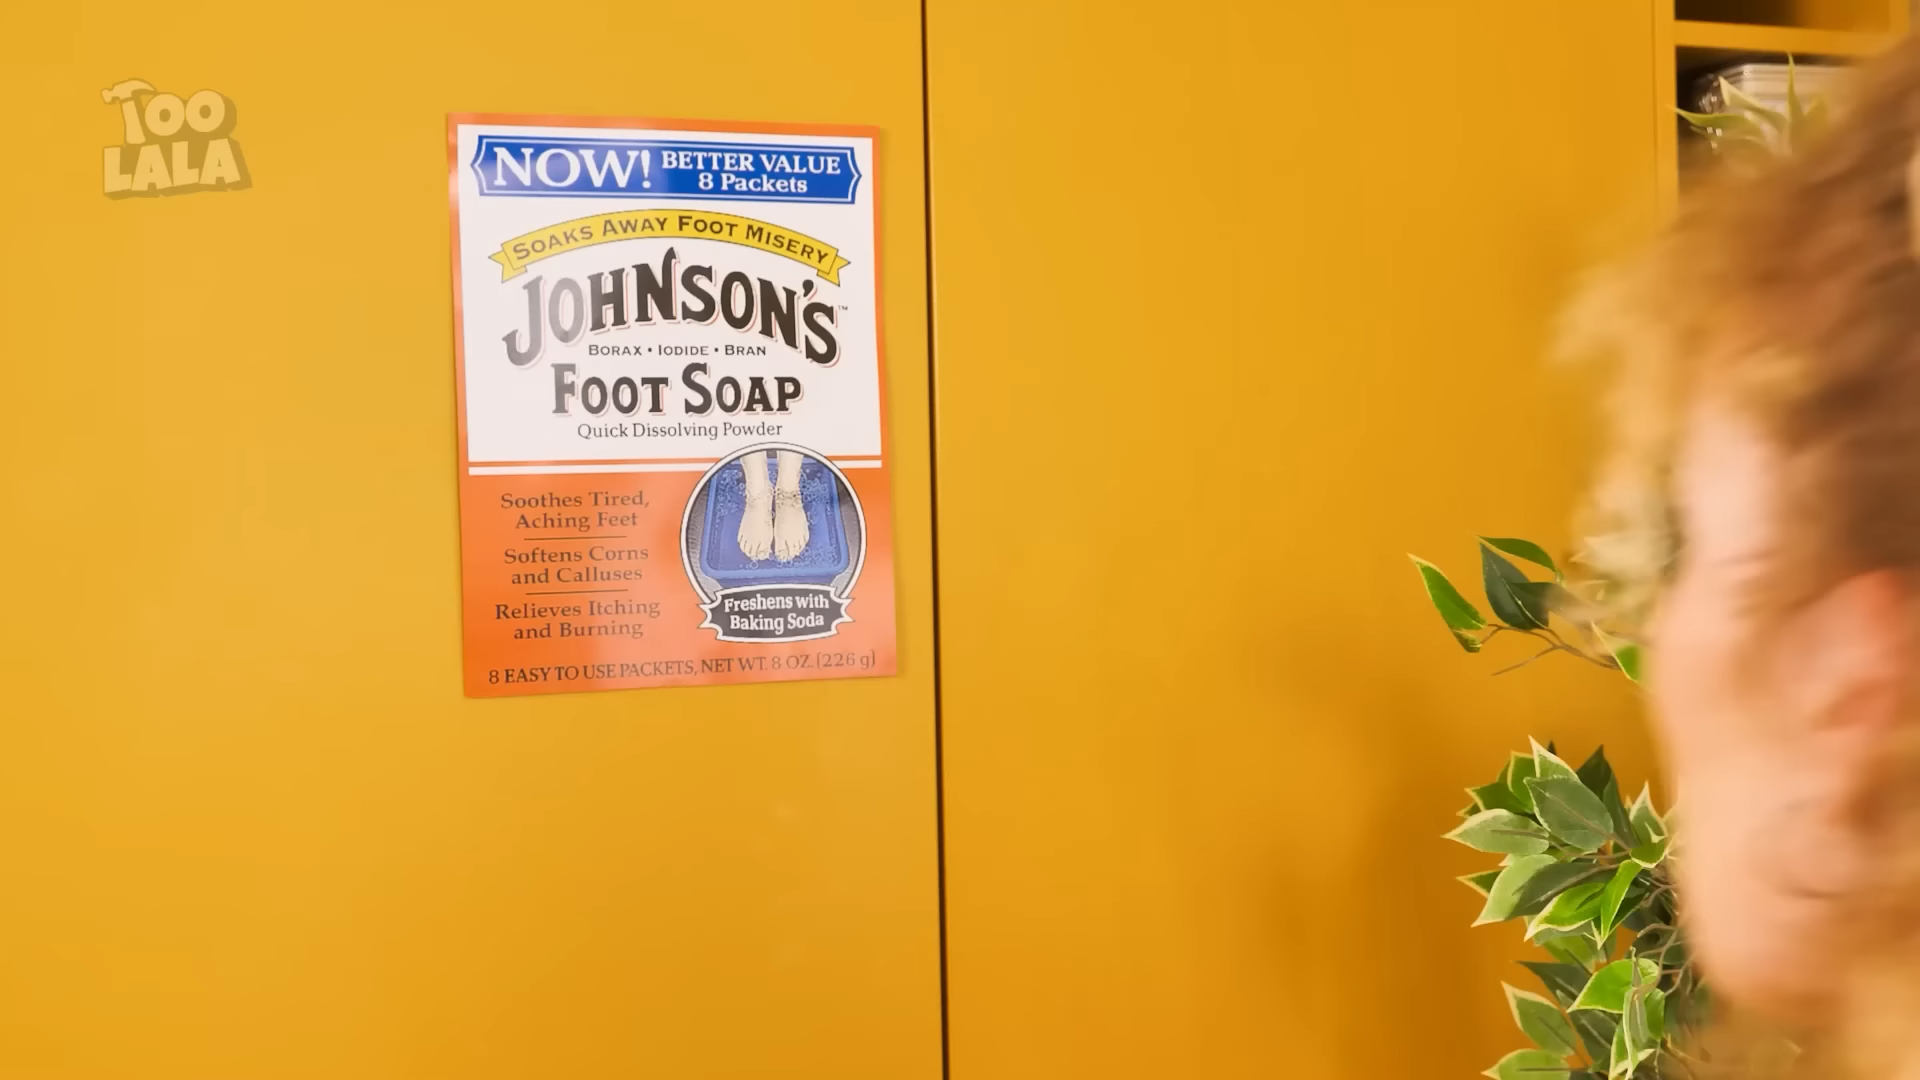 TOO
LALA
NOW! BETTER VALUE
8 Packets
SOAKS AWAY FOOT MISERY
JOHNSON'S™
BORAX • IODIDE • BRAN
FOOT SOAP
Quick Dissolving Powder
Soothes Tired,
Aching Feet
Softens Corns
and Calluses
Relieves Itching
and Burning
Freshens with
Baking Soda
8 EASY TO USE PACKETS, NET WT. 8 OZ. (226 g)